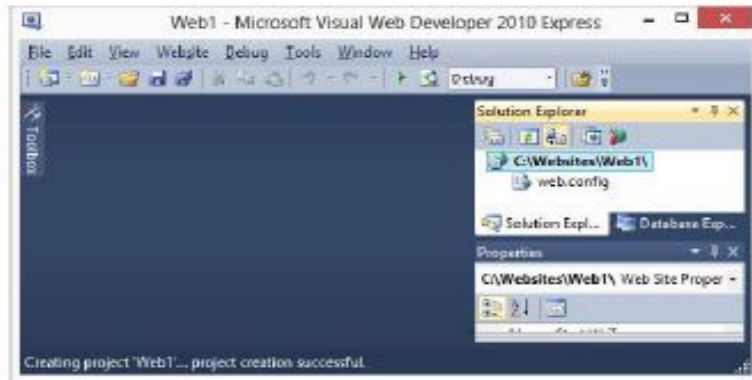 Web1 - Microsoft Visual Web Developer 2010 Express
File Edit View Website Debug Tools Window Help
Debug
Toolbox
Solution Explorer
C:\Websites\Web1\
web.config
Solution Expl... Database Exp...
Properties
C:\Websites\Web1\ Web Site Proper
Creating project 'Web1'... project creation successful.